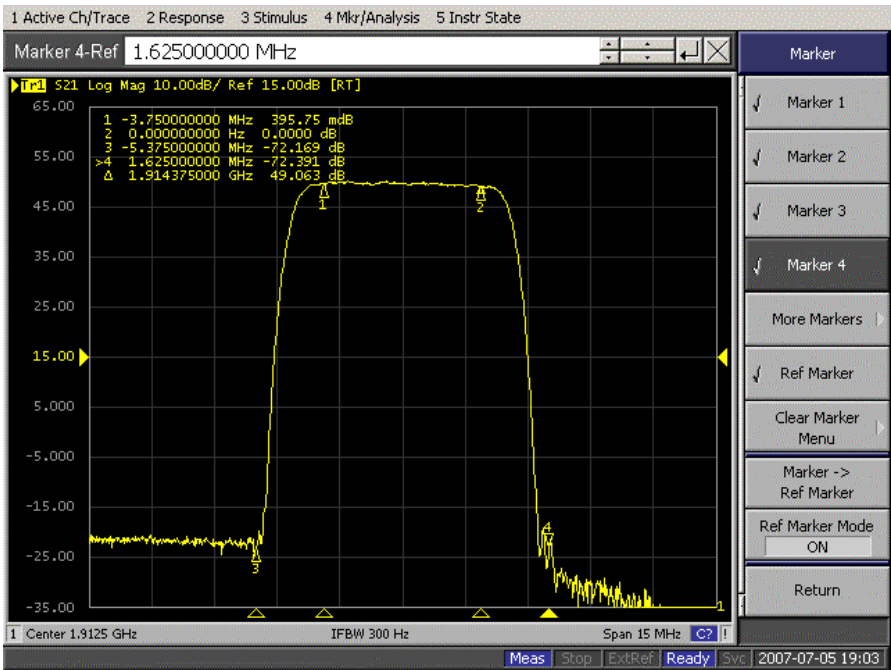 1 Active Ch/Trace 2 Response 3 Stimulus 4 Mkr/Analysis 5 Instr State
Marker 4-Ref 1.625000000 MHz
Marker
Tr1 S21 Log Mag 10.00dB/ Ref 15.00dB [RT]
65.00
1 -3.750000000 MHz 395.75 mdB
2 0.000000000 Hz 0.0000 dB
3 -5.375000000 MHz -72.169 dB
>4 1.625000000 MHz -72.391 dB
Δ 1.914375000 GHz 49.063 dB
55.00
45.00
35.00
25.00
15.00
5.000
-5.000
-15.00
-25.00
-35.00
1
2
3
4
1
Marker 1
Marker 2
Marker 3
Marker 4
More Markers
Ref Marker
Clear Marker
Menu
Marker ->
Ref Marker
Ref Marker Mode
ON
Return
1 Center 1.9125 GHz IFBW 300 Hz Span 15 MHz C? !
Meas Stop ExtRef Ready Svc 2007-07-05 19:03